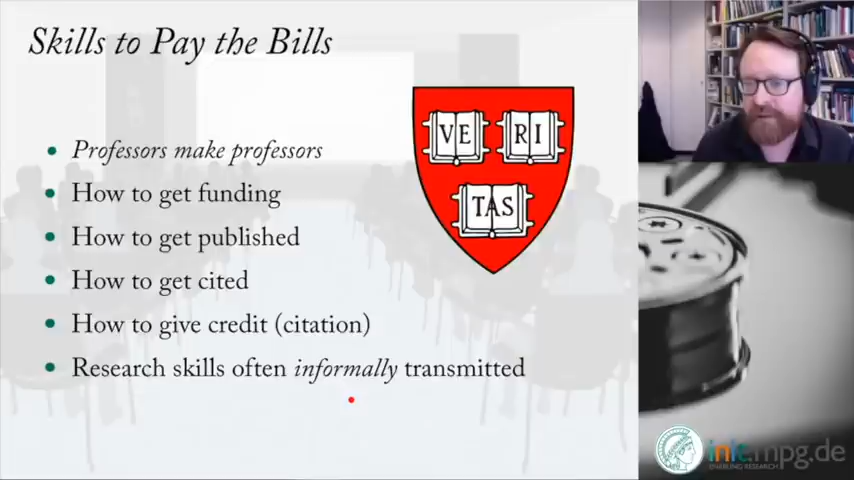 Skills to Pay the Bills
Professors make professors
How to get funding
How to get published
How to get cited
How to give credit (citation)
Research skills often informally transmitted
VE RI
TAS
.mpg.de
ENABLING RESEARCH